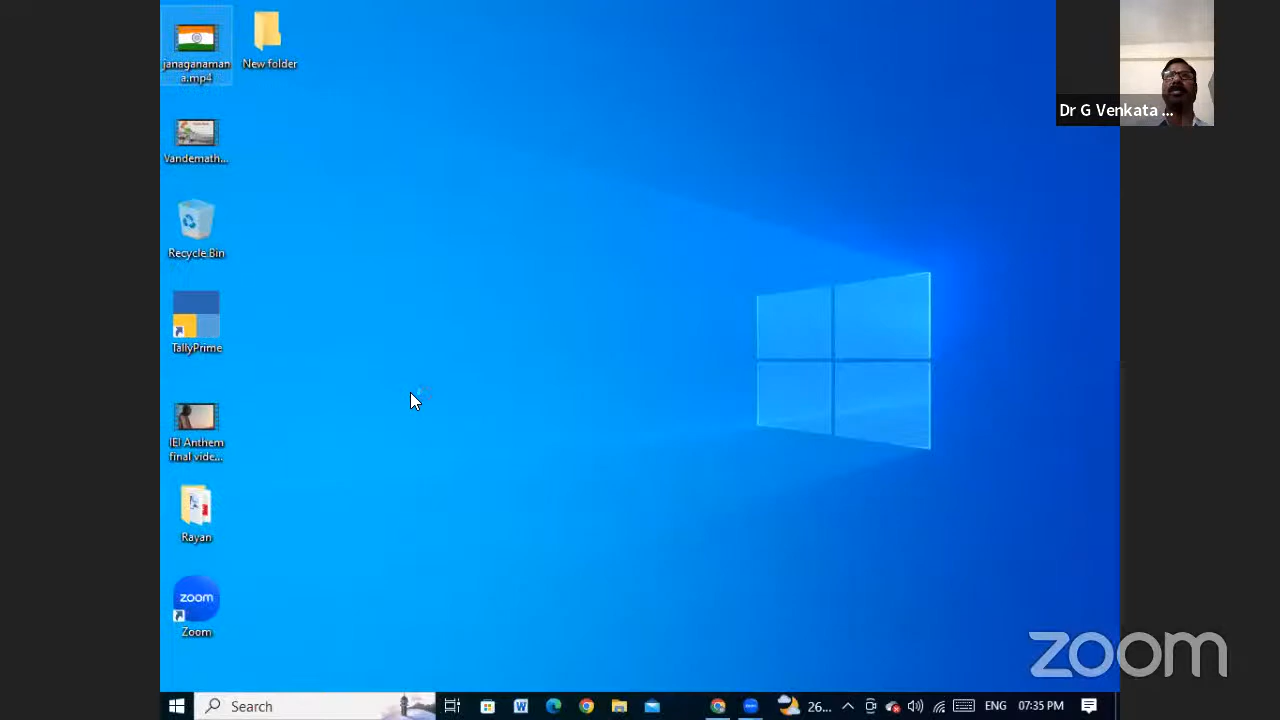 janaganaman
a.mp4
New folder
Vandemath...
Recycle Bin
TallyPrime
IEI Anthem
final vide...
Rayan
zoom
Zoom
Dr G Venkata ...
zoom
Search
W
26...
ENG
07:35 PM